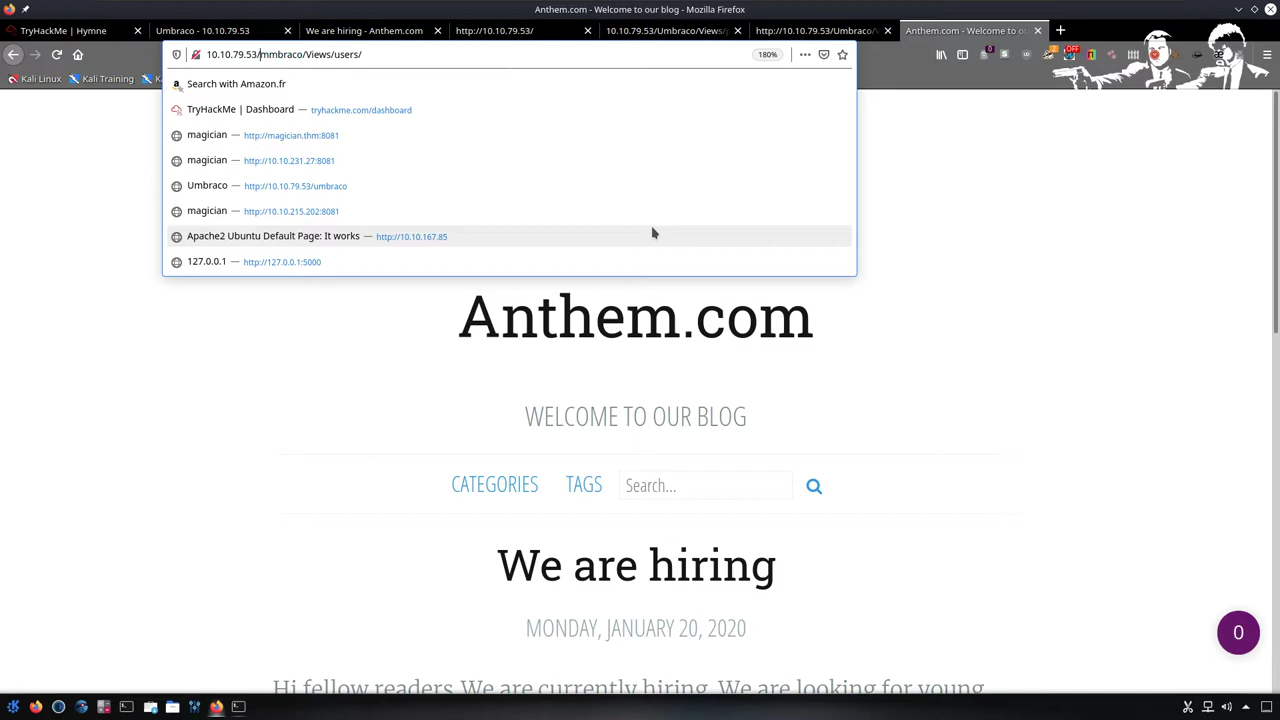 Anthem.com - Welcome to our blog - Mozilla Firefox
TryHackMe | Hymne
Umbraco - 10.10.79.53
We are hiring - Anthem.com
http://10.10.79.53/
10.10.79.53/Umbraco/Views/
http://10.10.79.53/Umbraco/
Anthem.com - Welcome to ou
10.10.79.53/mmbraco/Views/users/
180%
Kali Linux
Kali Training
Search with Amazon.fr
TryHackMe | Dashboard — tryhackme.com/dashboard
magician — http://magician.thm:8081
magician — http://10.10.231.27:8081
Umbraco — http://10.10.79.53/umbraco
magician — http://10.10.215.202:8081
Apache2 Ubuntu Default Page: It works — http://10.10.167.85
127.0.0.1 — http://127.0.0.1:5000
Anthem.com
WELCOME TO OUR BLOG
CATEGORIES TAGS Search...
We are hiring
MONDAY, JANUARY 20, 2020
0
Hi fellow readers, We are currently hiring. We are looking for young